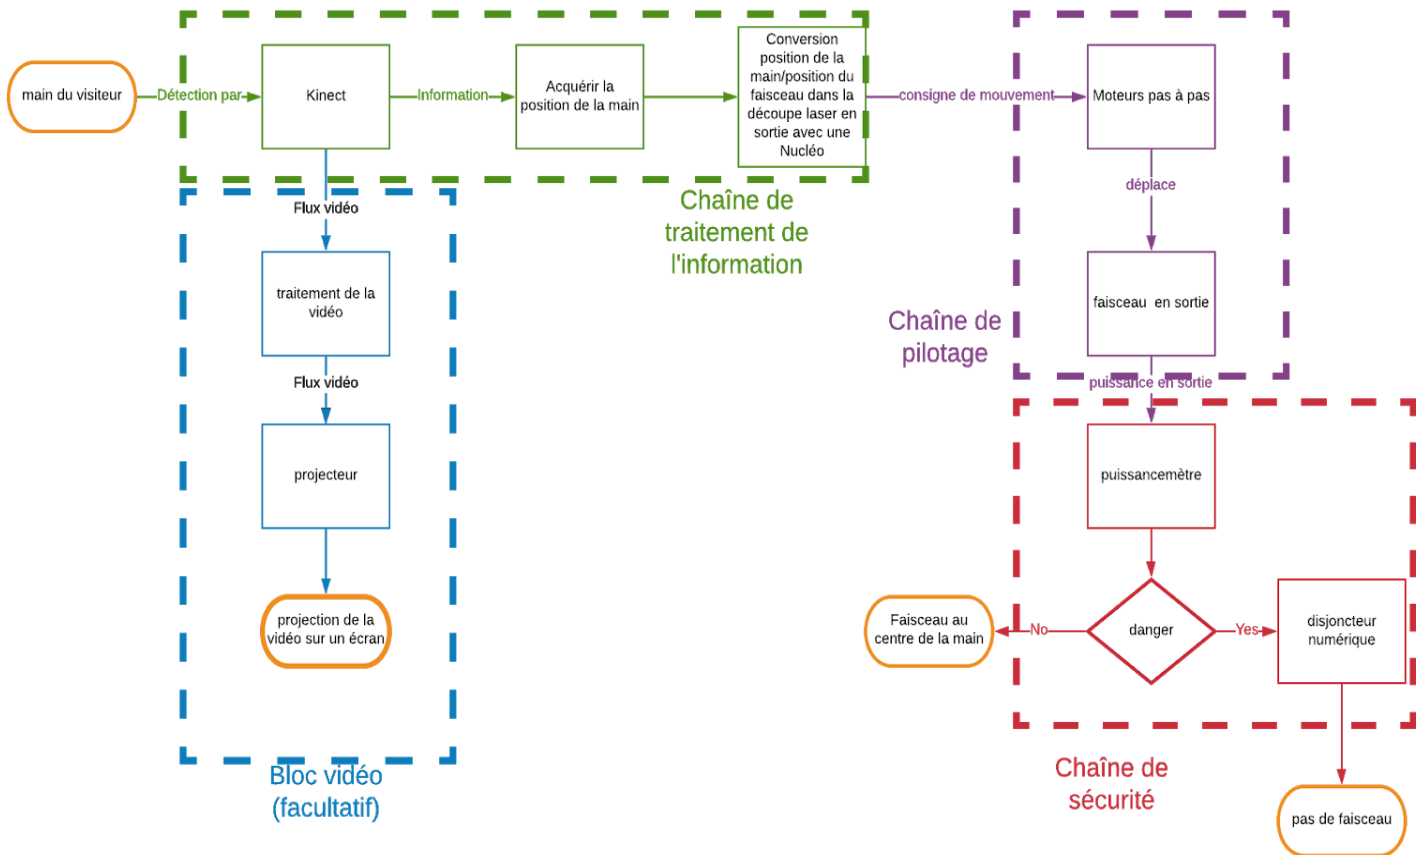 main du visiteur
Détection par
Kinect
Information
Acquérir la
position de la main
Conversion
position de la
main/position du
faisceau dans la
découpe laser en
sortie avec une
Nucléo
consigne de mouvement
Moteurs pas à pas
déplace
faisceau  en sortie
Chaîne de
pilotage
puissance en sortie
Chaîne de
traitement de
l'information
Flux vidéo
traitement de la
vidéo
Flux vidéo
projecteur
projection de la
vidéo sur un écran
Bloc vidéo
(facultatif)
puissancemètre
danger
No
Faisceau au
centre de la main
Yes
disjoncteur
numérique
Chaîne de
sécurité
pas de faisceau